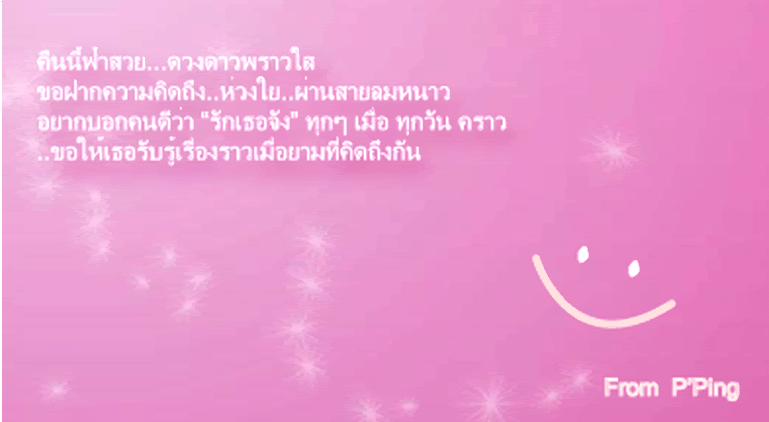 คืนนี้ฟ้าสวย...ดวงดาวพราวใส
ขอฝากความคิดถึง..ห่วงใย..ผ่านสายลมหนาว
อยากบอกคนดีว่า "รักเธอจัง" ทุกๆ เมื่อ ทุกวัน คราว
..ขอให้เธอรับรู้เรื่องราวเมื่อยามที่คิดถึงกัน
From P'Ping